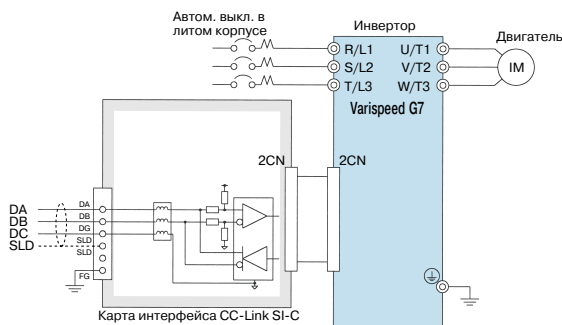 Автом. выкл. в
литом корпусе
Инвертор
Двигатель
R/L1 U/T1
S/L2 V/T2
T/L3 W/T3
IM
Varispeed G7
2CN 2CN
DA DA
DB DB
DC DG
SLD SLD
SLD
FG
Карта интерфейса CC-Link SI-C